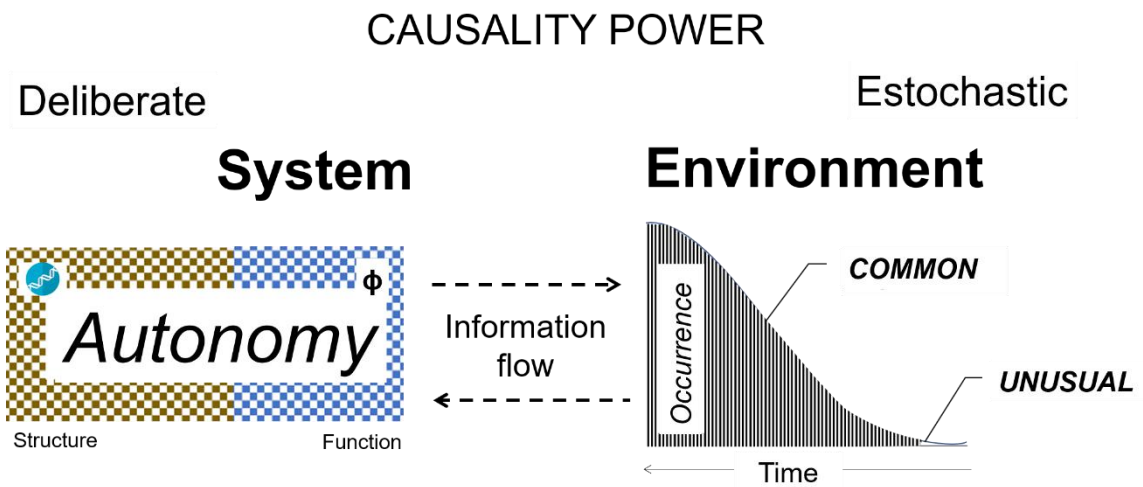 CAUSALITY POWER
Deliberate
Estochastic
System
Environment
ϕ
Autonomy
Structure
Function
Information
flow
Occurrence
COMMON
UNUSUAL
Time